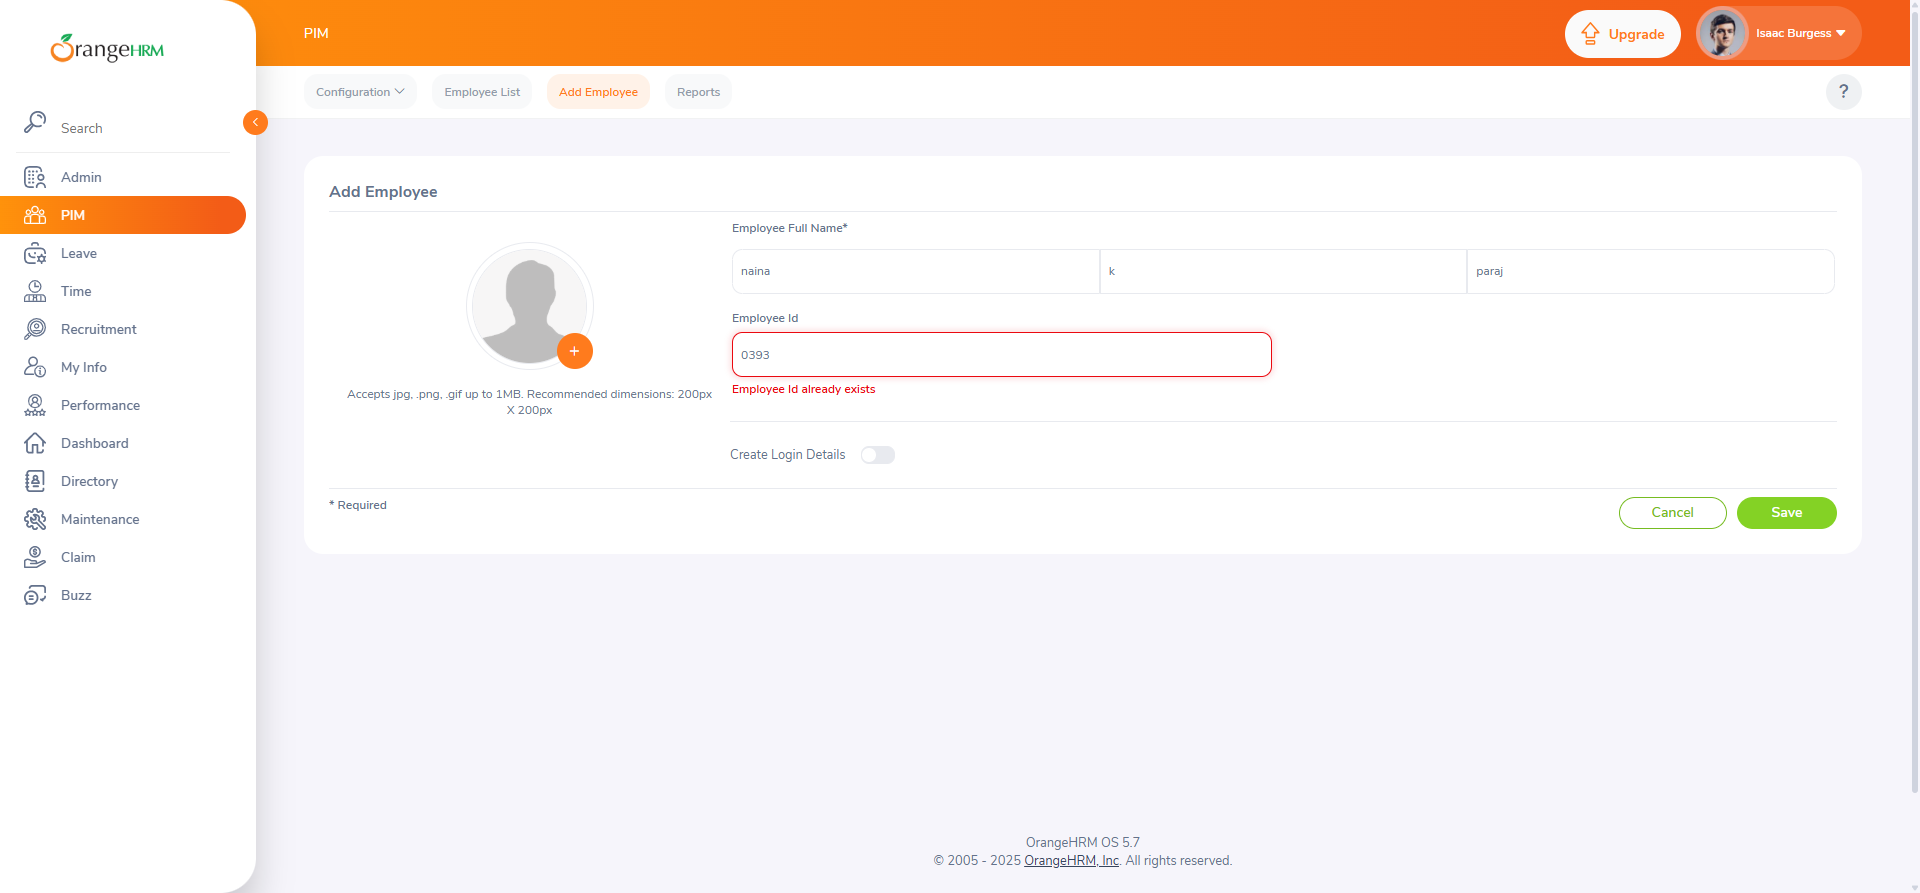 OrangeHRM
PIM
Upgrade
Isaac Burgess
Configuration
Employee List
Add Employee
Reports
?
Search
Admin
PIM
Leave
Time
Recruitment
My Info
Performance
Dashboard
Directory
Maintenance
Claim
Buzz
Add Employee
Employee Full Name*
naina
k
paraj
Employee Id
0393
Employee Id already exists
Accepts jpg, .png, .gif up to 1MB. Recommended dimensions: 200px
X 200px
Create Login Details
* Required
Cancel
Save
OrangeHRM OS 5.7
© 2005 - 2025 OrangeHRM, Inc. All rights reserved.